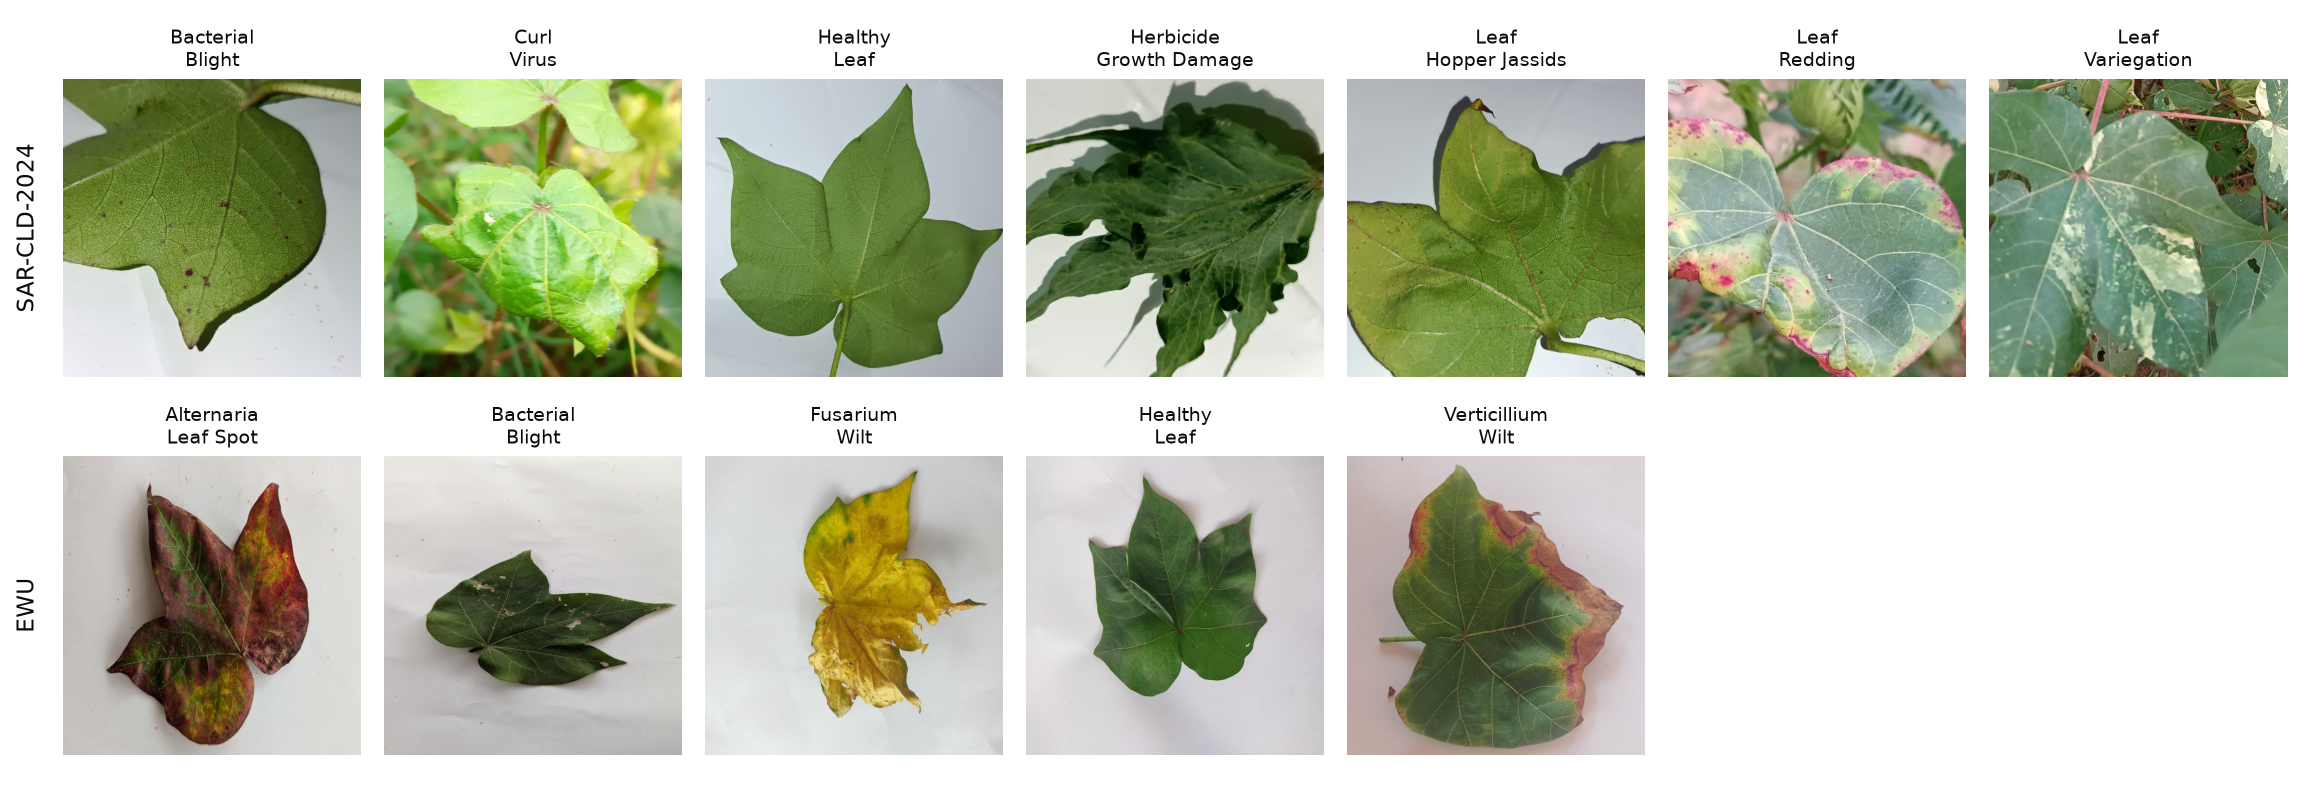 SAR-CLD-2024
Bacterial
Blight
Curl
Virus
Healthy
Leaf
Herbicide
Growth Damage
Leaf
Hopper Jassids
Leaf
Redding
Leaf
Variegation
EWU
Alternaria
Leaf Spot
Bacterial
Blight
Fusarium
Wilt
Healthy
Leaf
Verticillium
Wilt